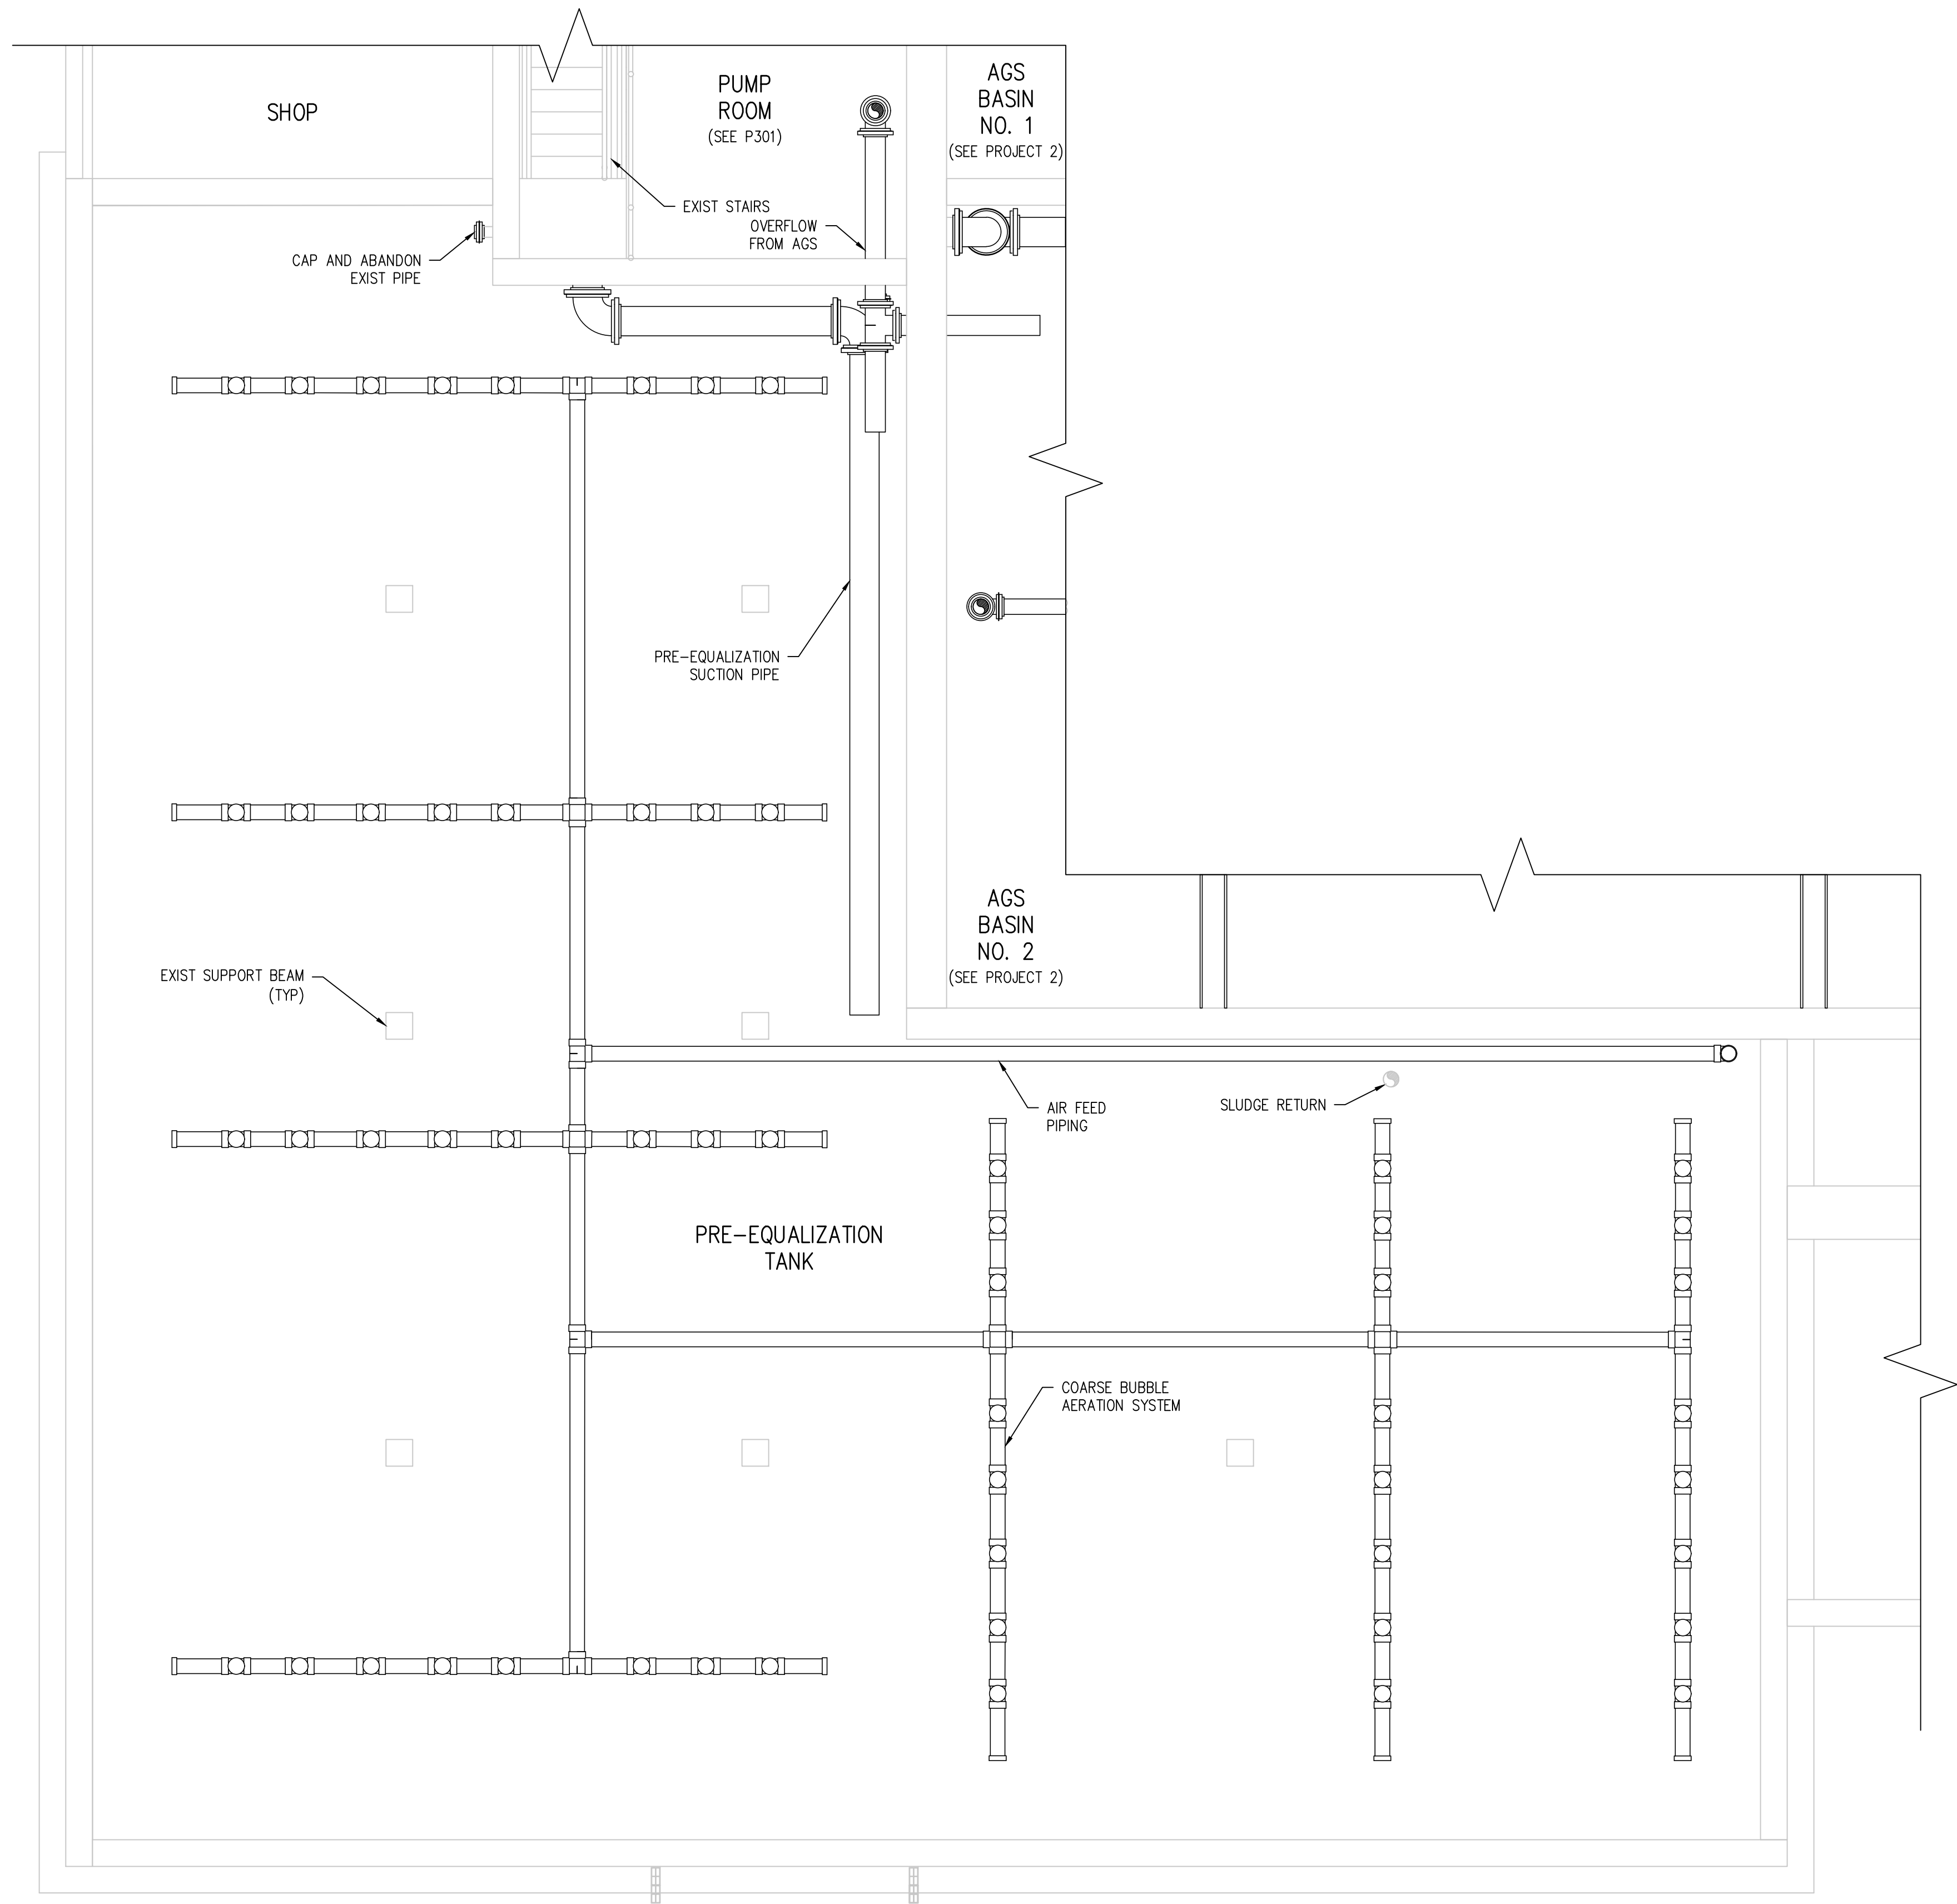 SHOP
PUMP
ROOM
(SEE P301)
AGS
BASIN
NO. 1
(SEE PROJECT 2)
EXIST STAIRS
OVERFLOW
FROM AGS
CAP AND ABANDON
EXIST PIPE
PRE-EQUALIZATION
SUCTION PIPE
AGS
BASIN
NO. 2
(SEE PROJECT 2)
EXIST SUPPORT BEAM
(TYP)
AIR FEED
PIPING
SLUDGE RETURN
PRE-EQUALIZATION
TANK
COARSE BUBBLE
AERATION SYSTEM